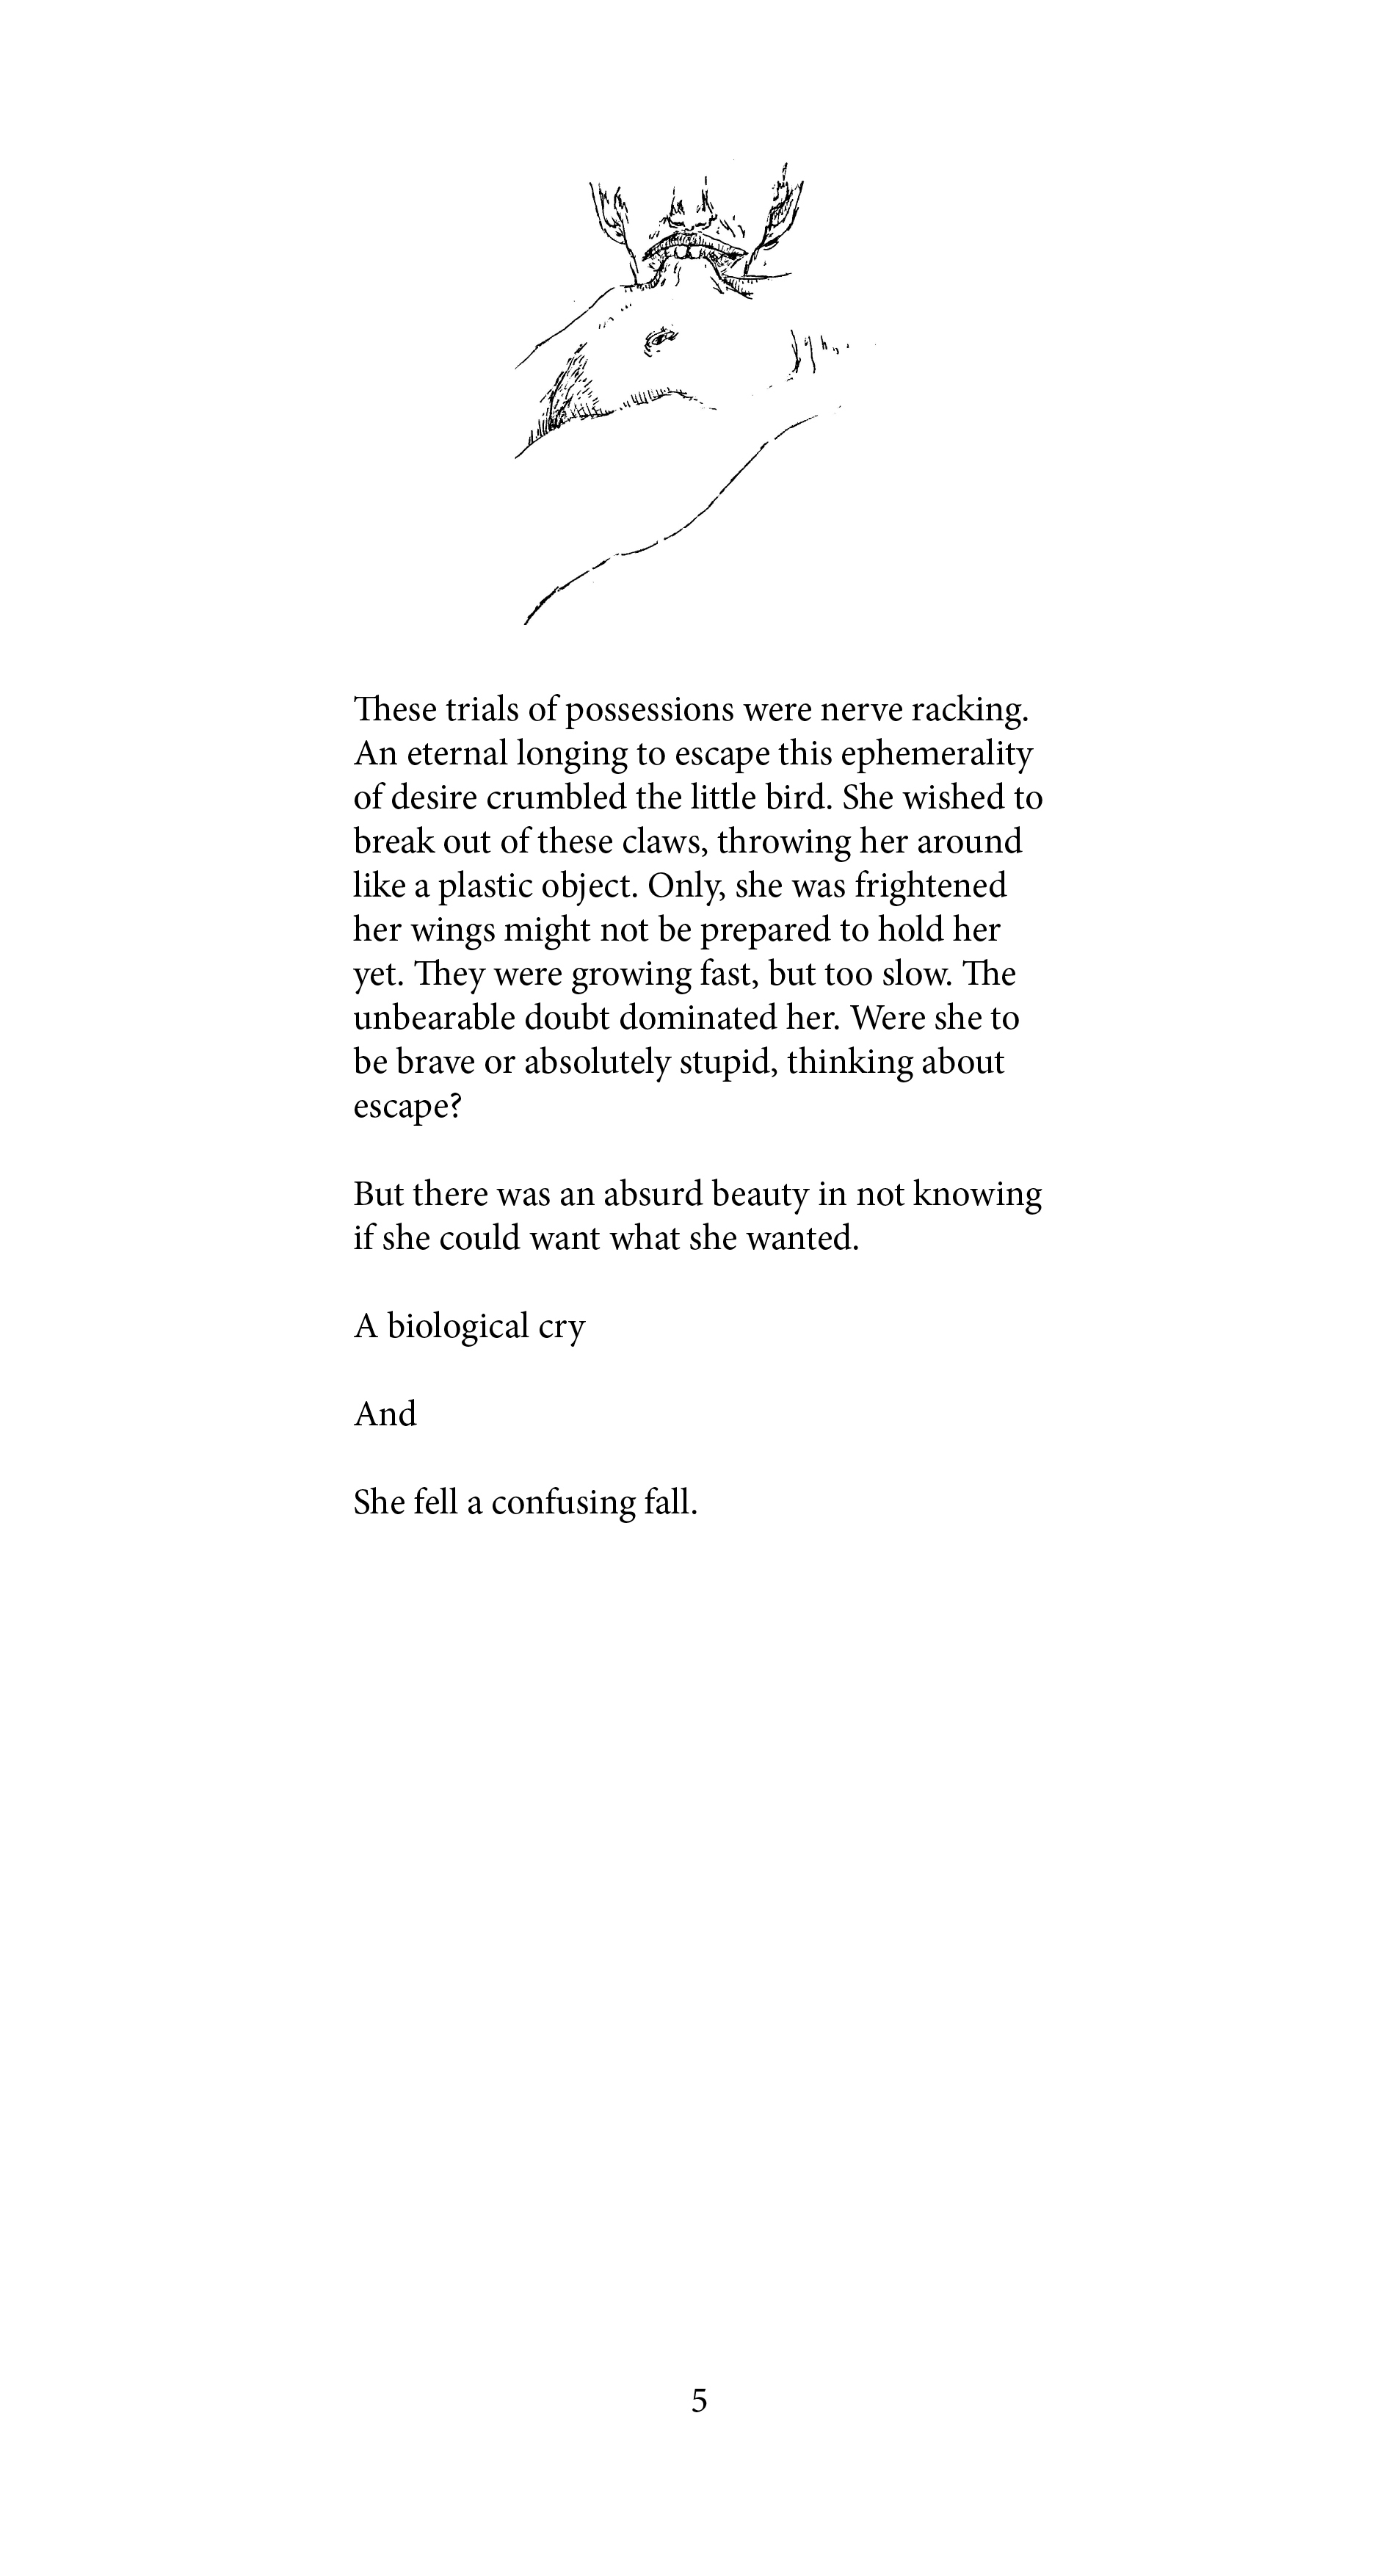 These trials of possessions were nerve racking.
An eternal longing to escape this ephemerality
of desire crumbled the little bird. She wished to
break out of these claws, throwing her around
like a plastic object. Only, she was frightened
her wings might not be prepared to hold her
yet. They were growing fast, but too slow. The
unbearable doubt dominated her. Were she to
be brave or absolutely stupid, thinking about
escape?
But there was an absurd beauty in not knowing
if she could want what she wanted.
A biological cry
And
She fell a confusing fall.
5